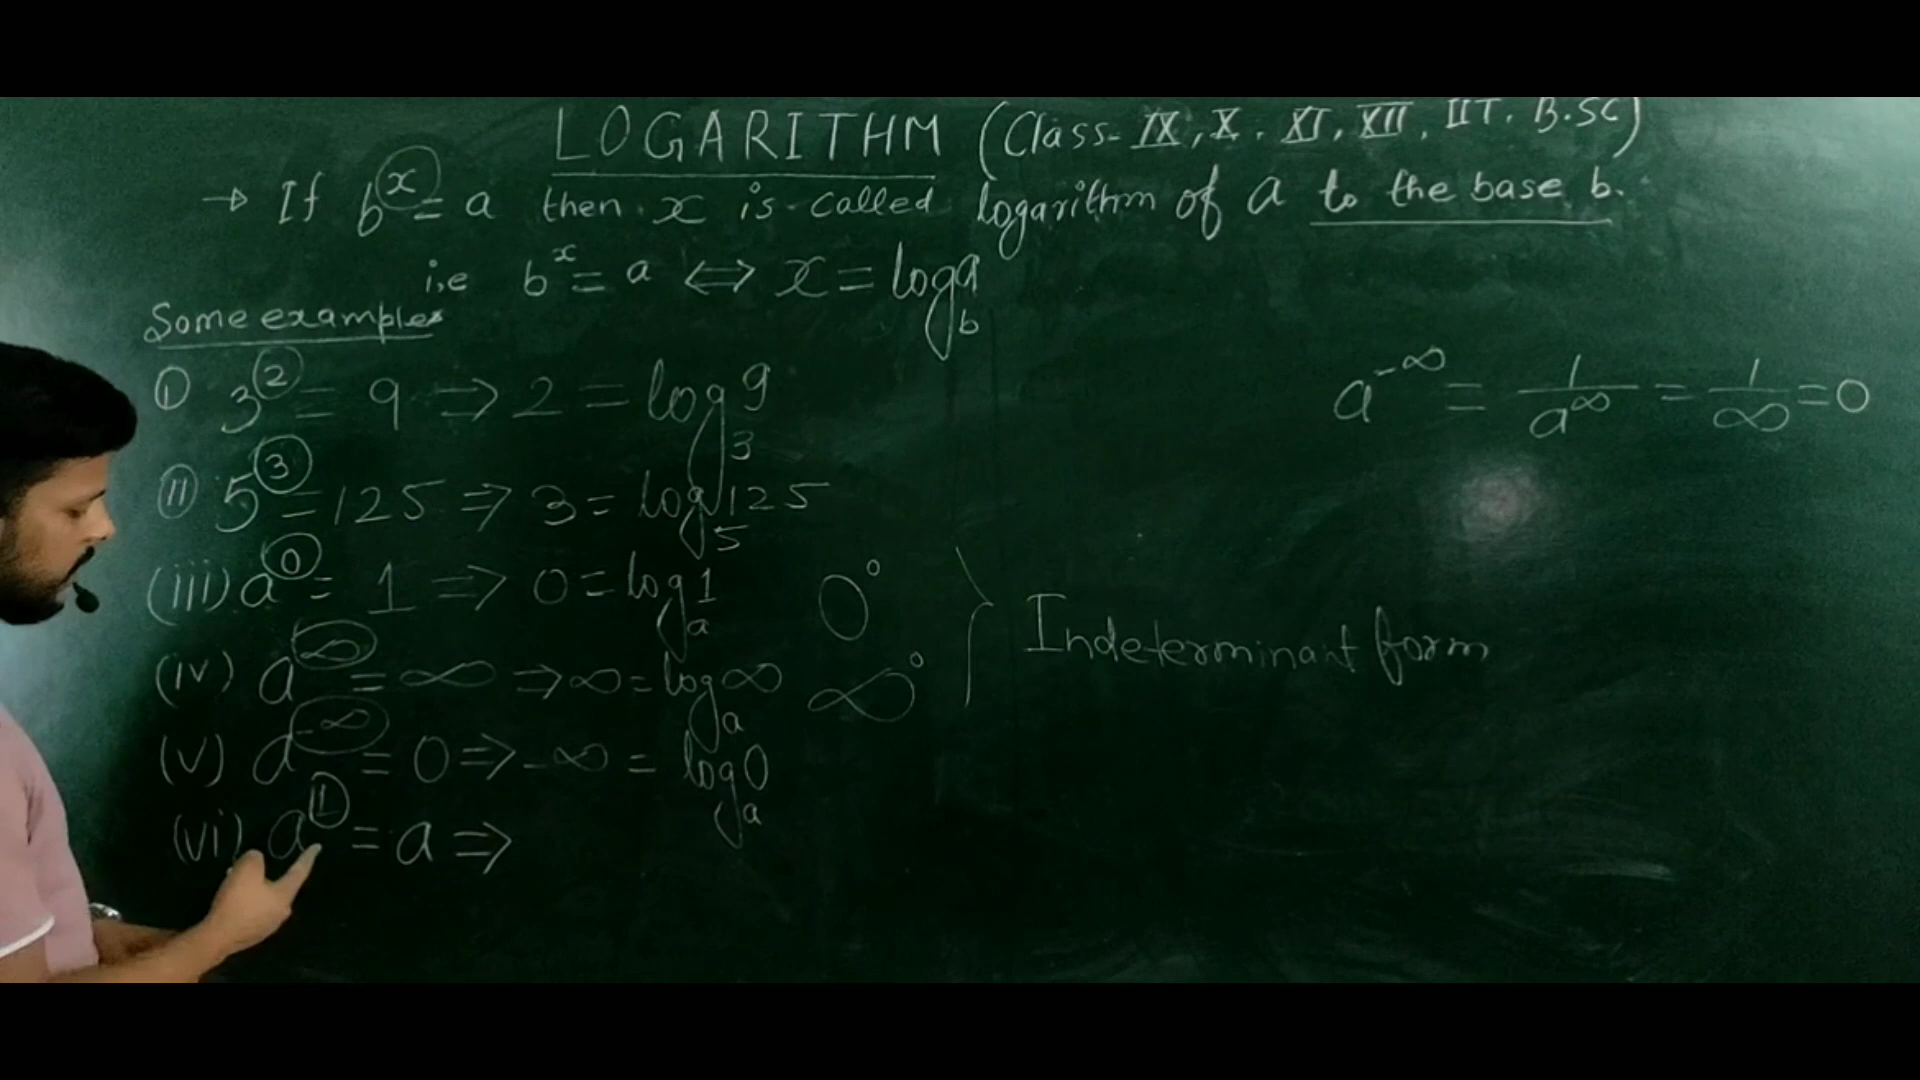 LOGARITHM (Class- IX, X, XI, XII, IIT, B.SC)
→ If b^x = a then x is called logarithm of a to the base b.
i.e b^x = a ⇔ x = log_b a
Some examples
(i) 3^2 = 9 ⇒ 2 = log_3 9
a^-∞ = 1/a^∞ = 1/∞ = 0
(ii) 5^3 = 125 ⇒ 3 = log_5 125
(iii) a^0 = 1 ⇒ 0 = log_a 1
0^0
(iv) a^∞ = ∞ ⇒ ∞ = log_a ∞
∞^0
} Indeterminant form
(v) a^-∞ = 0 ⇒ -∞ = log_a 0
(vi) a^1 = a ⇒